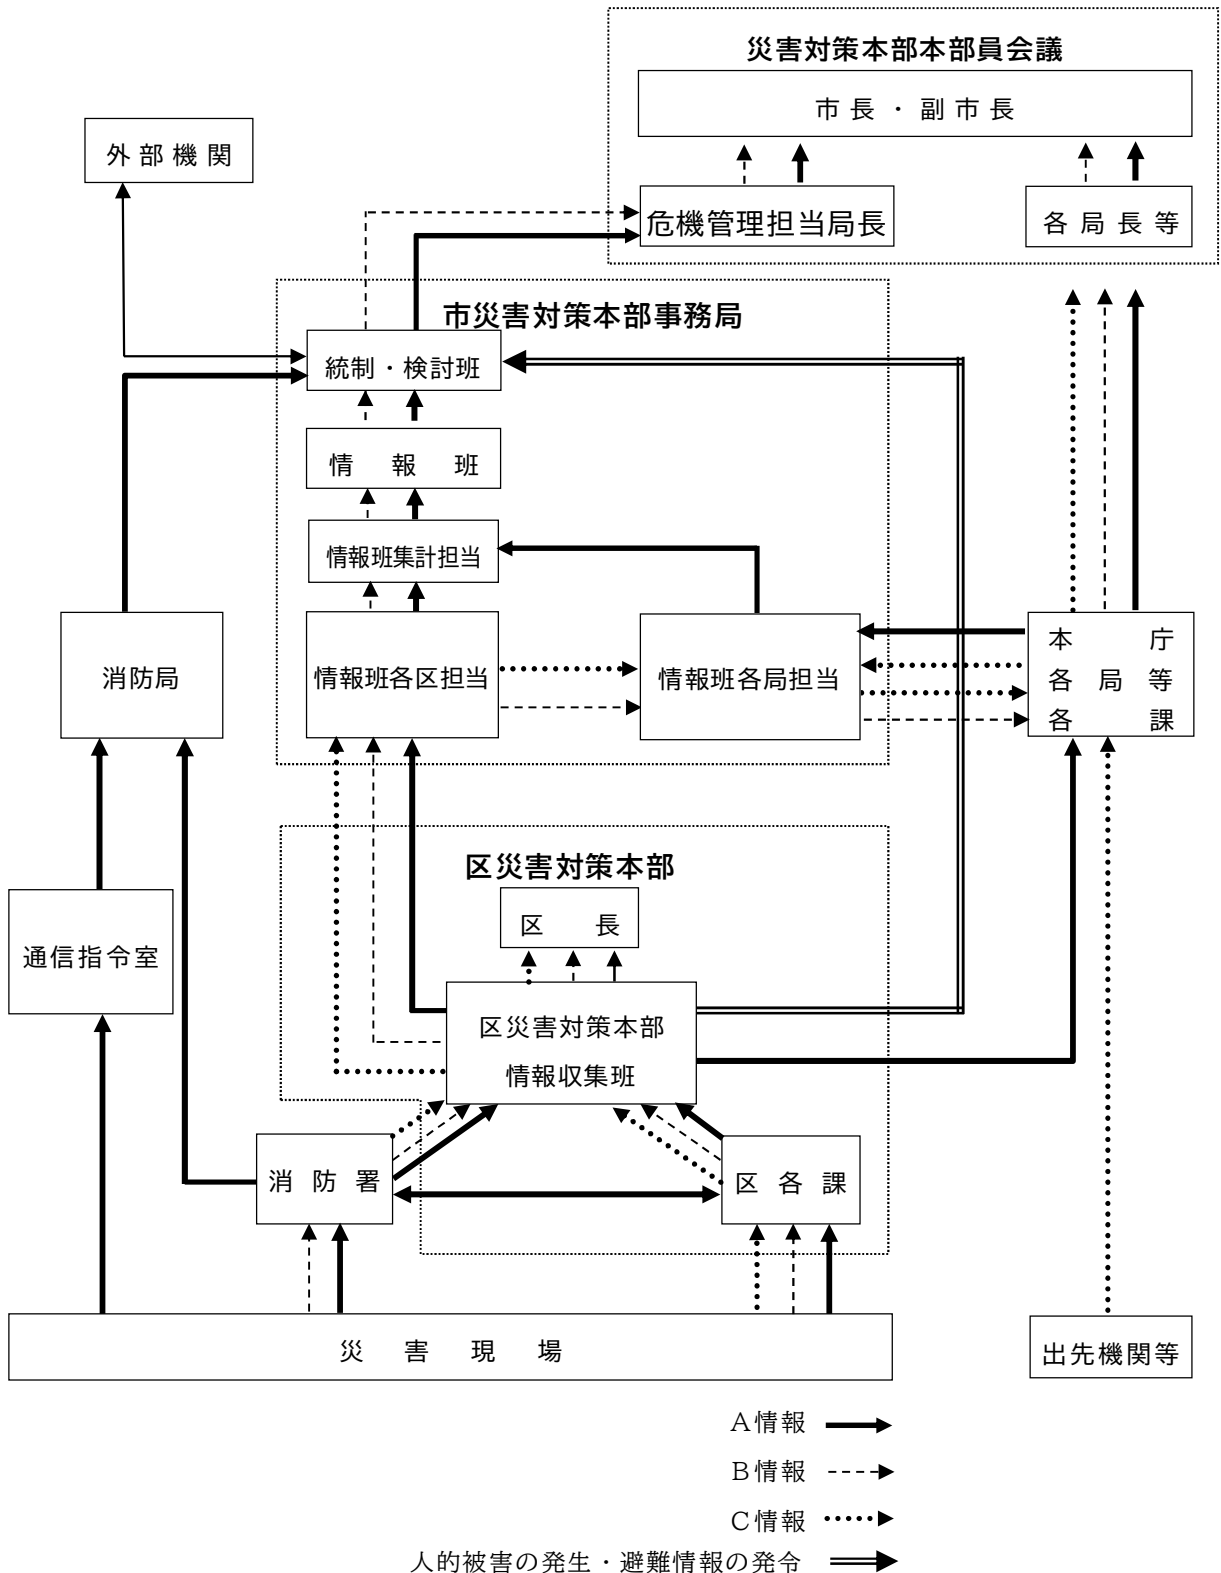 災害対策本部本部員会議
市長・副市長
外部機関
危機管理担当局長
各局長等
市災害対策本部事務局
統制・検討班
情報班
情報班集計担当
消防局
情報班各区担当
情報班各局担当
本庁
各局等
各課
区災害対策本部
区長
通信指令室
区災害対策本部
情報収集班
消防署
区各課
災害現場
出先機関等
A情報
B情報
C情報
人的被害の発生・避難情報の発令